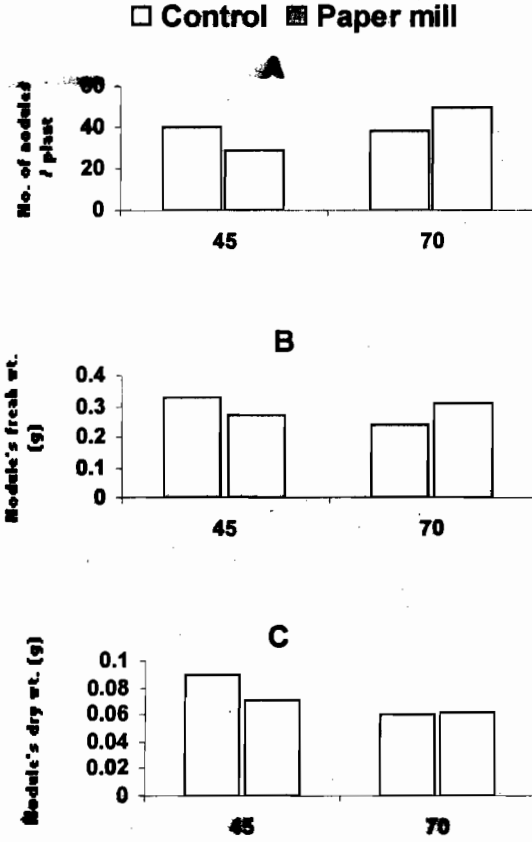 Control Paper mill
A
No. of nodules
/ plant
60
40
20
0
45 70
B
Nodule's fresh wt.
(g)
0.4
0.3
0.2
0.1
0
45 70
C
Nodule's dry wt. (g)
0.1
0.08
0.06
0.04
0.02
0
45 70